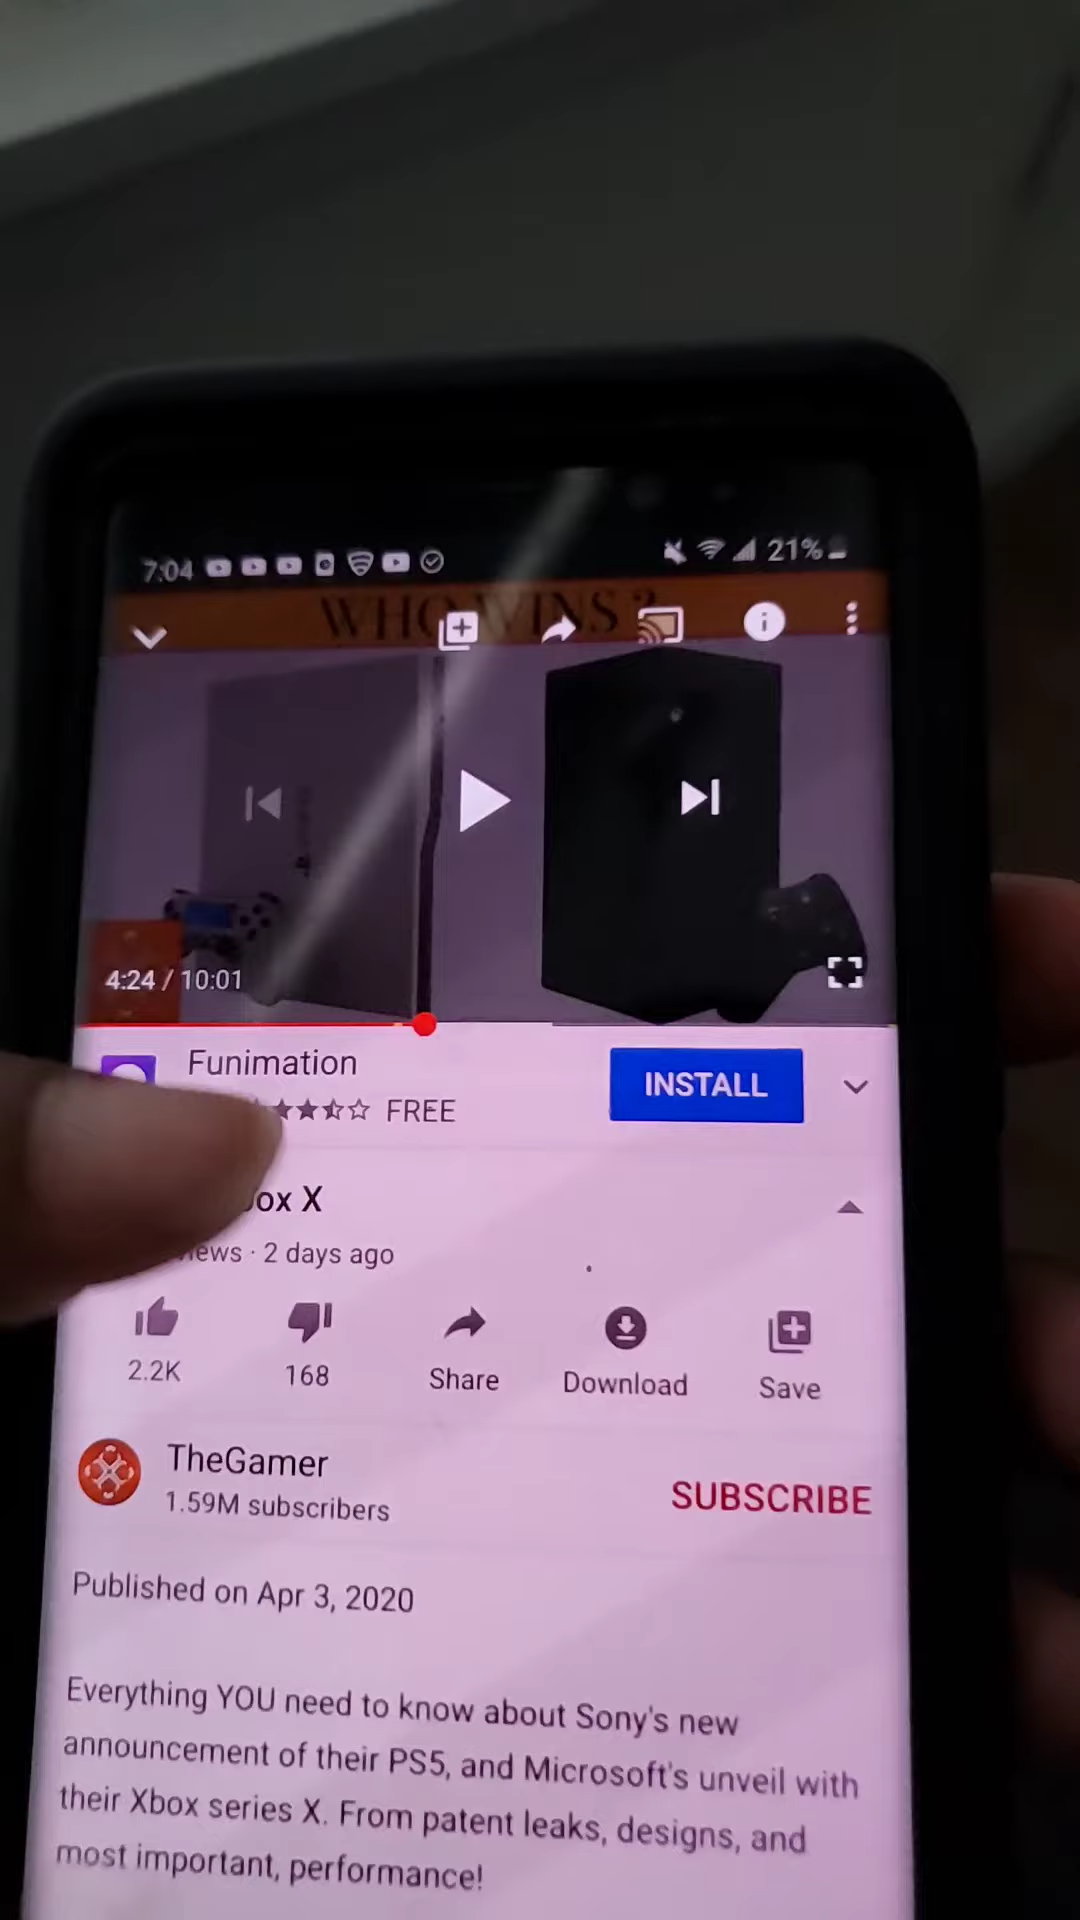 7:04
21%
WHO WINS ?
4:24 / 10:01
Funimation
INSTALL
FREE
ox X
ews · 2 days ago
2.2K
168
Share
Download
Save
TheGamer
1.59M subscribers
SUBSCRIBE
Published on Apr 3, 2020
Everything YOU need to know about Sony's new
announcement of their PS5, and Microsoft's unveil with
their Xbox series X. From patent leaks, designs, and
most important, performance!